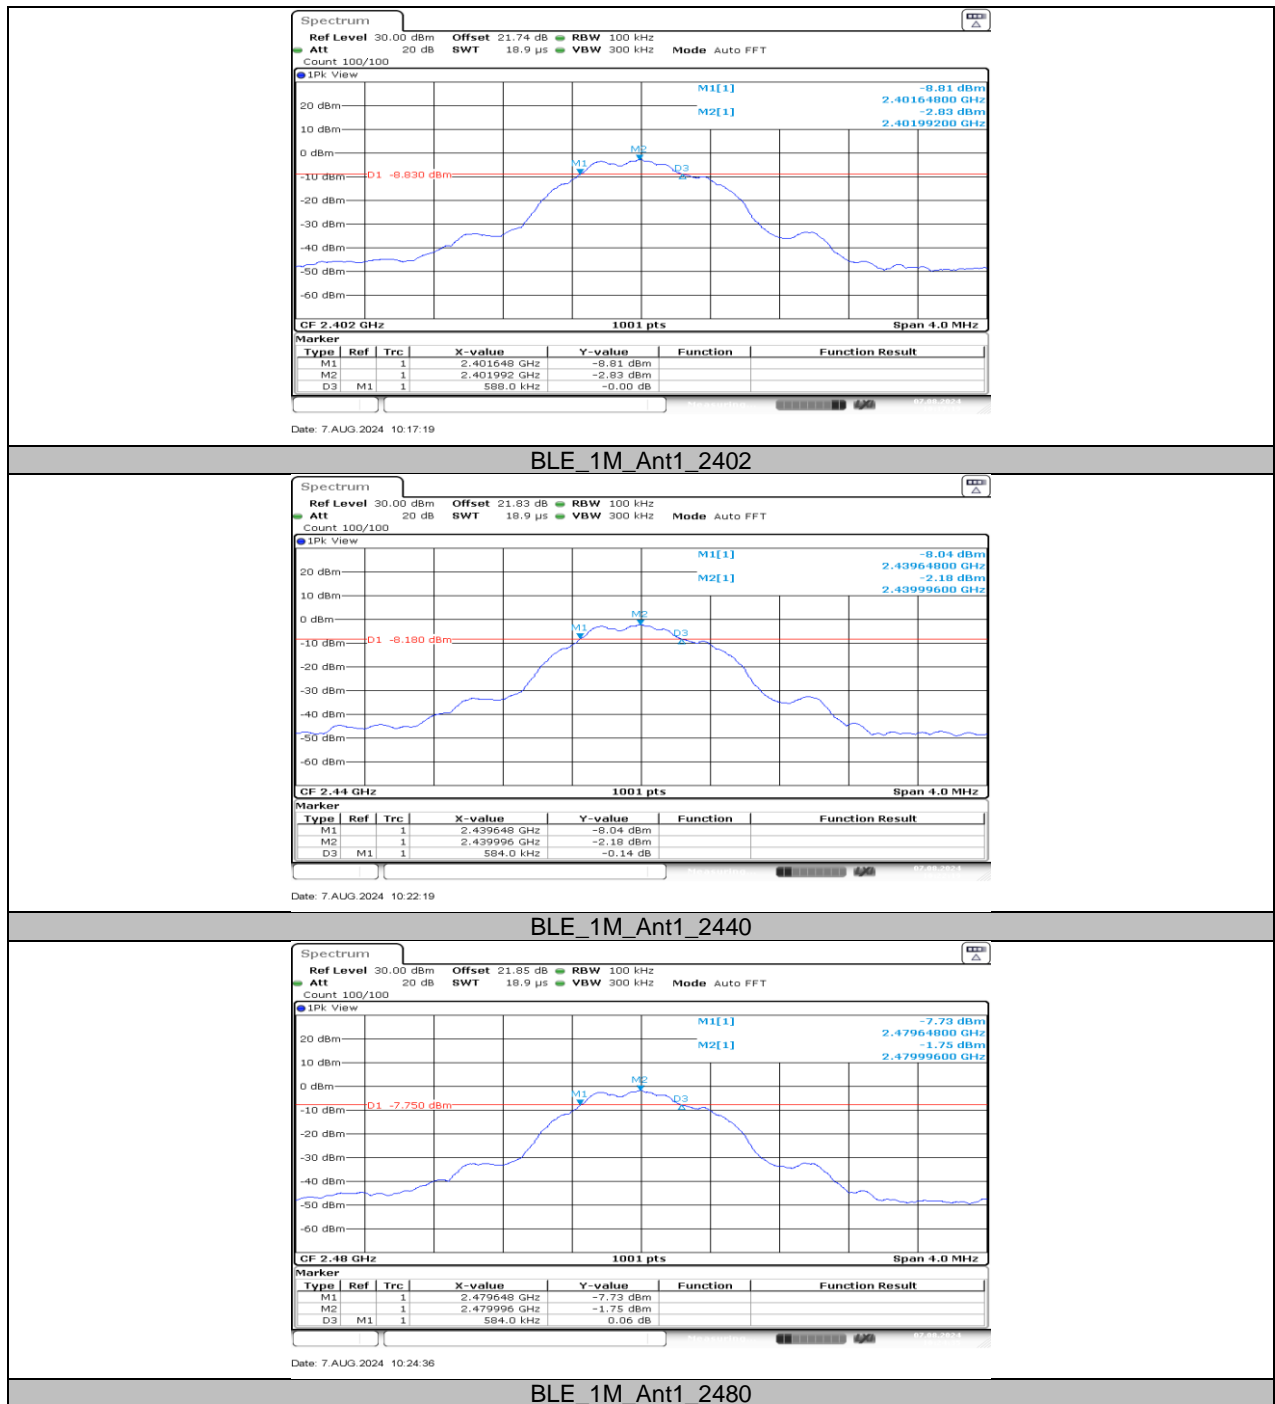 Spectrum
Ref Level 30.00 dBm Offset 21.74 dB RBW 100 kHz
Att 20 dB SWT 18.9 µs VBW 300 kHz Mode Auto FFT
Count 100/100
1Pk View
M1[1] -8.81 dBm
2.40164800 GHz
20 dBm
M2[1] -2.83 dBm
2.40199200 GHz
10 dBm
0 dBm
M2
M1
D3
-10 dBm
D1 -8.830 dBm
-20 dBm
-30 dBm
-40 dBm
-50 dBm
-60 dBm
CF 2.402 GHz 1001 pts Span 4.0 MHz
Marker
Type Ref Trc X-value Y-value Function Function Result
M1 1 2.401648 GHz -8.81 dBm
M2 1 2.401992 GHz -2.83 dBm
D3 M1 1 588.0 kHz -0.00 dB
Date: 7.AUG.2024 10:17:19
BLE_1M_Ant1_2402
Spectrum
Ref Level 30.00 dBm Offset 21.83 dB RBW 100 kHz
Att 20 dB SWT 18.9 µs VBW 300 kHz Mode Auto FFT
Count 100/100
1Pk View
M1[1] -8.04 dBm
2.43964800 GHz
20 dBm
M2[1] -2.18 dBm
2.43999600 GHz
10 dBm
0 dBm
M2
M1
D3
-10 dBm
D1 -8.180 dBm
-20 dBm
-30 dBm
-40 dBm
-50 dBm
-60 dBm
CF 2.44 GHz 1001 pts Span 4.0 MHz
Marker
Type Ref Trc X-value Y-value Function Function Result
M1 1 2.439648 GHz -8.04 dBm
M2 1 2.439996 GHz -2.18 dBm
D3 M1 1 584.0 kHz -0.14 dB
Date: 7.AUG.2024 10:22:19
BLE_1M_Ant1_2440
Spectrum
Ref Level 30.00 dBm Offset 21.85 dB RBW 100 kHz
Att 20 dB SWT 18.9 µs VBW 300 kHz Mode Auto FFT
Count 100/100
1Pk View
M1[1] -7.73 dBm
2.47964800 GHz
20 dBm
M2[1] -1.75 dBm
2.47999600 GHz
10 dBm
0 dBm
M2
M1
D3
-10 dBm
D1 -7.750 dBm
-20 dBm
-30 dBm
-40 dBm
-50 dBm
-60 dBm
CF 2.48 GHz 1001 pts Span 4.0 MHz
Marker
Type Ref Trc X-value Y-value Function Function Result
M1 1 2.479648 GHz -7.73 dBm
M2 1 2.479996 GHz -1.75 dBm
D3 M1 1 584.0 kHz 0.06 dB
Date: 7.AUG.2024 10:24:36
BLE_1M_Ant1_2480